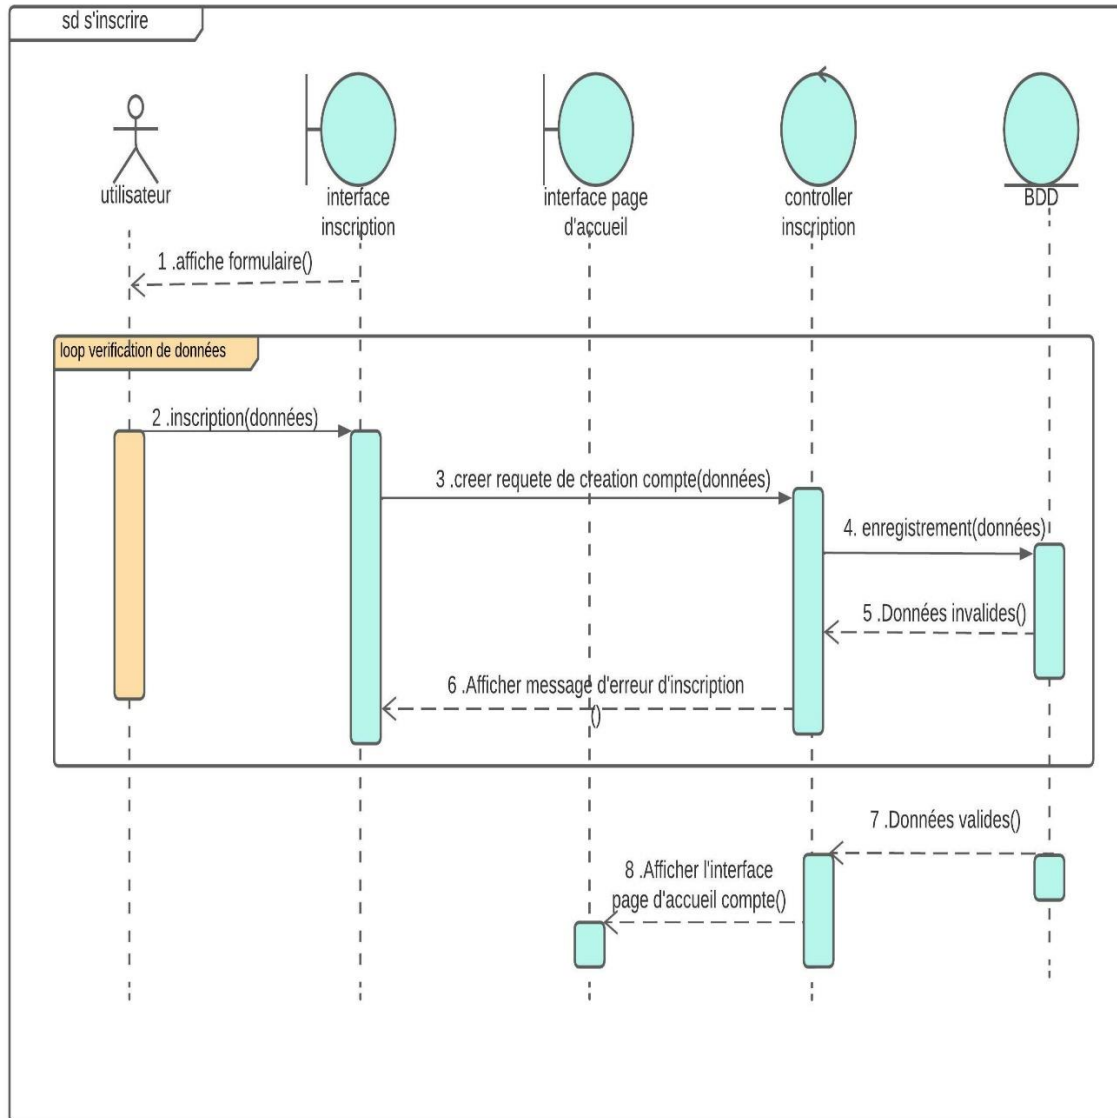 sd s'inscrire
utilisateur
interface
inscription
interface page
d'accueil
controller
inscription
BDD
1 .affiche formulaire()
loop verification de données
2 .inscription(données)
3 .creer requete de creation compte(données)
4. enregistrement(données)
5 .Données invalides()
6 .Afficher message d'erreur d'inscription
()
7 .Données valides()
8 .Afficher l'interface
page d'accueil compte()